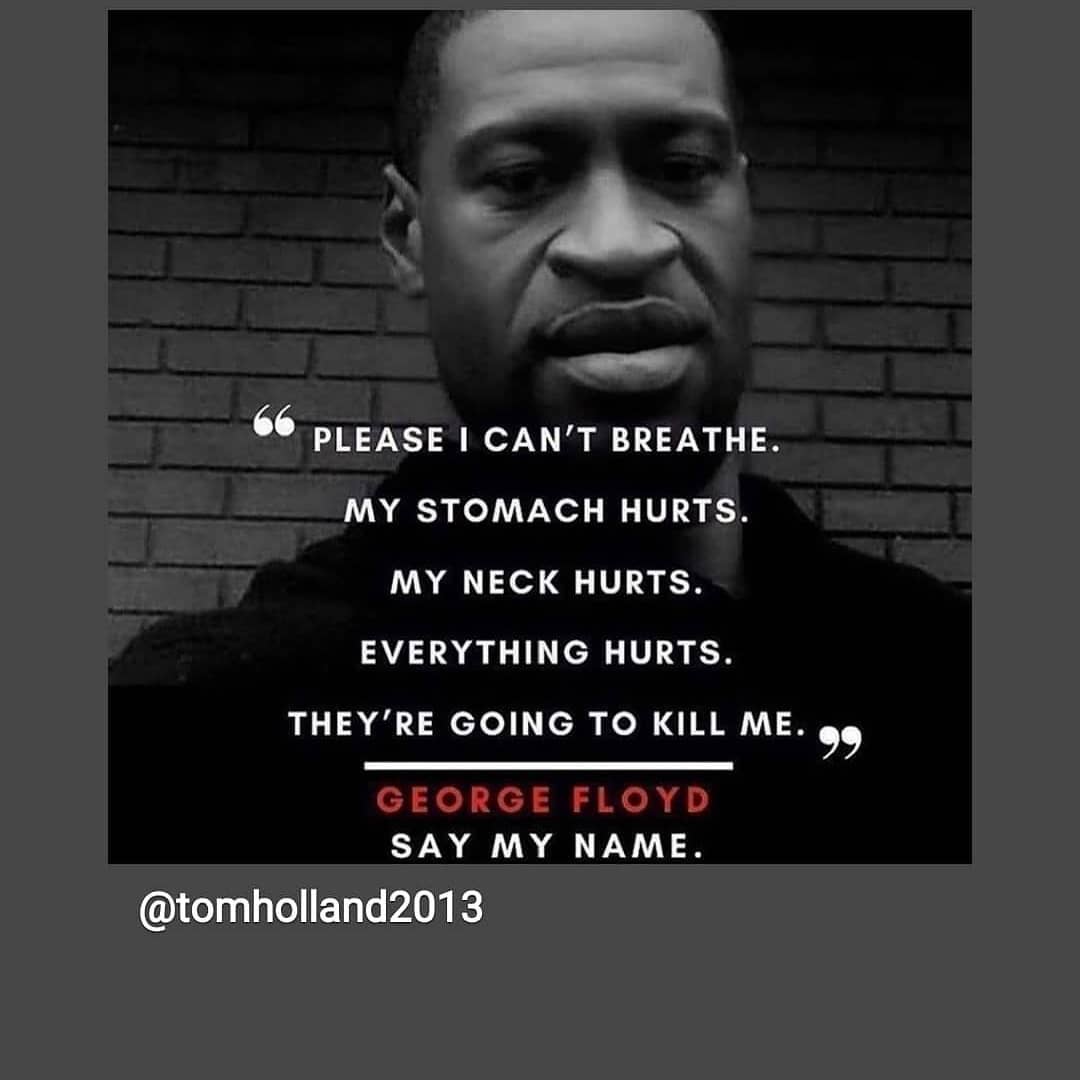 “ PLEASE I CAN’T BREATHE.
MY STOMACH HURTS.
MY NECK HURTS.
EVERYTHING HURTS.
THEY’RE GOING TO KILL ME. ”
GEORGE FLOYD
SAY MY NAME.
@tomholland2013